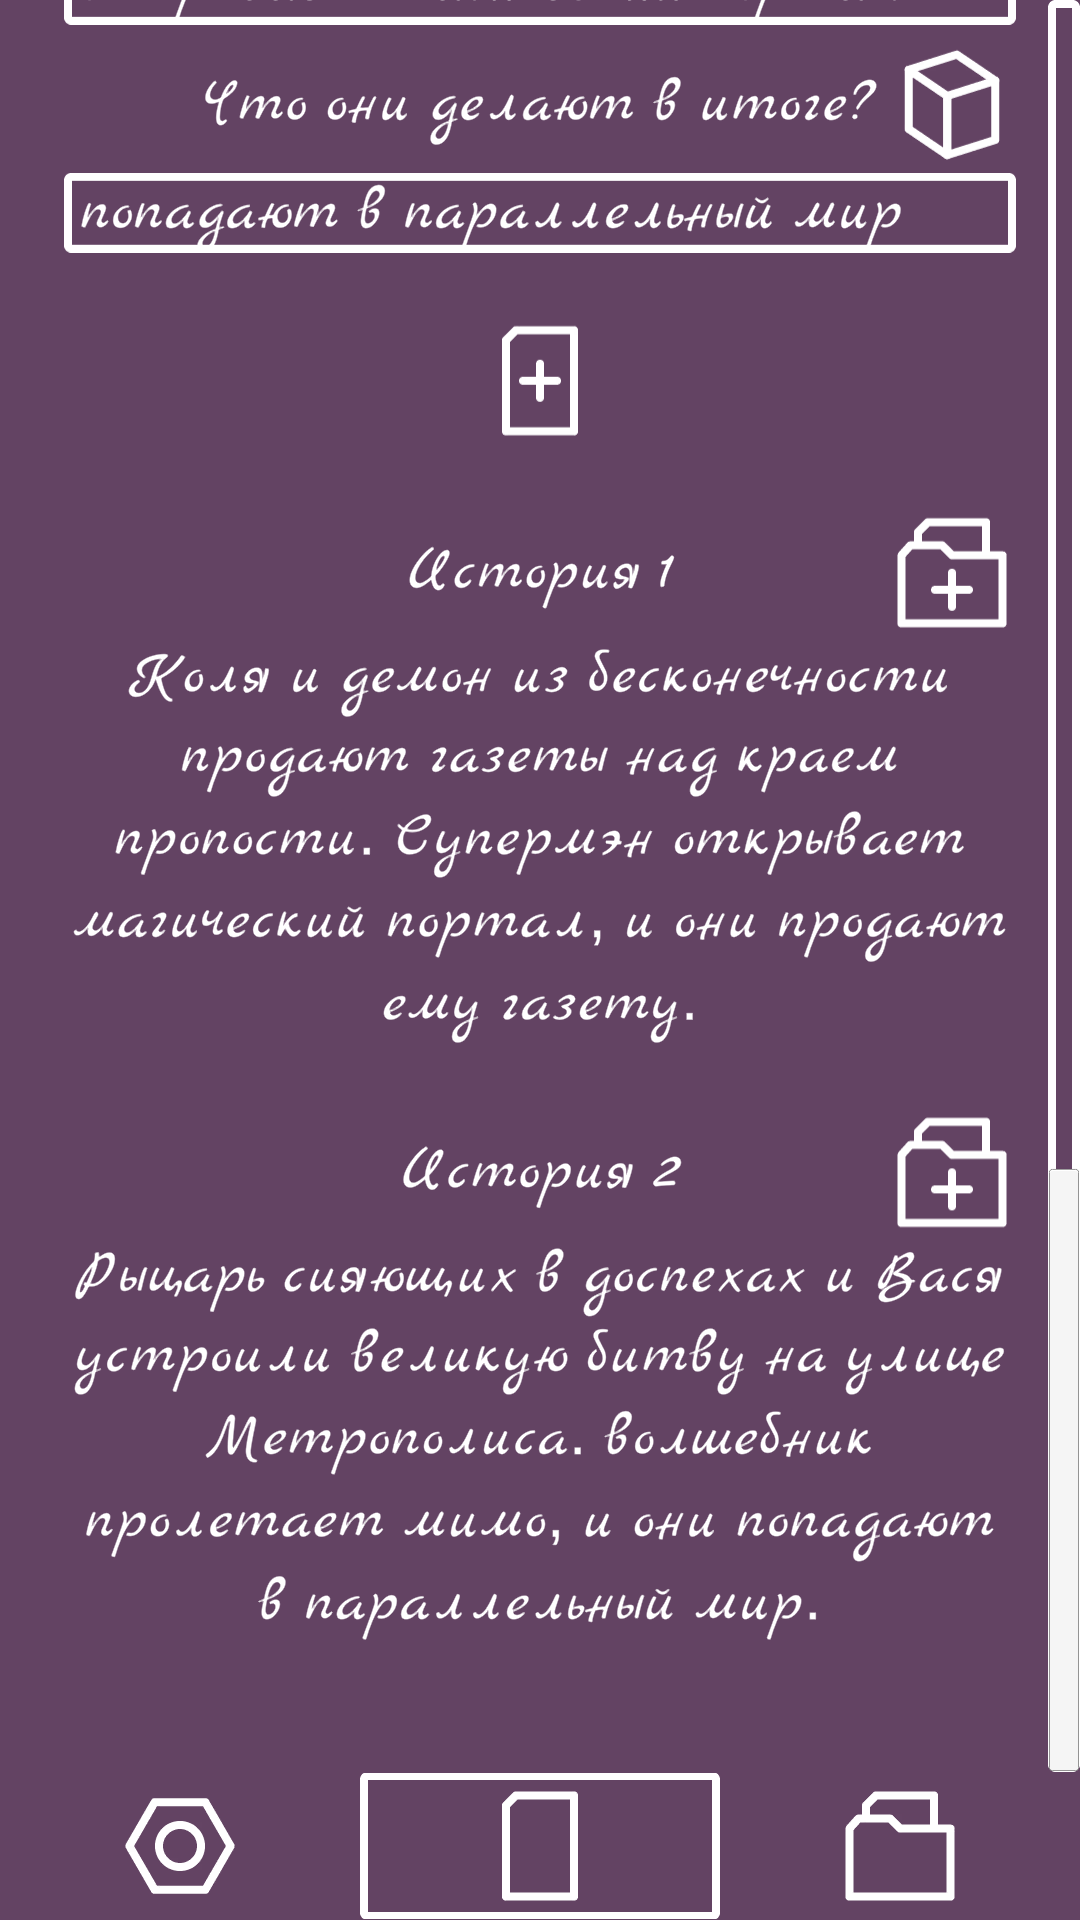 Что они делают в итоге?
попадают в параллельный мир
История 1
Коля и демон из бесконечности
продают газеты над краем
пропости. Супермэн открывает
магический портал, и они продают
ему газету.
История 2
Рыцарь сияющих в доспехах и Вася
устроили великую битву на улице
Метрополиса. волшебник
пролетает мимо, и они попадают
в параллельный мир.